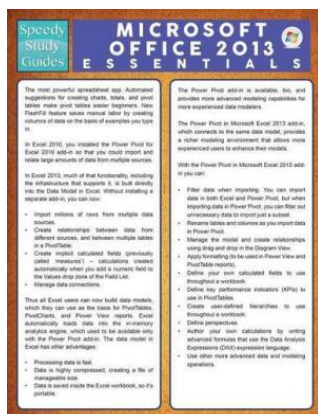 Speedy
Study
Guides
MICROSOFT
OFFICE 2013
ESSENTIALS
The most powerful spreadsheet app. Automated
suggestions for creating charts, totals, and pivot
tables make pivot tables easier beginners. New
FlashFill feature saves manual labor by creating
columns of data on the basis of examples you type
in.
In Excel 2010, you installed the Power Pivot for
Excel 2010 add-in so that you could import and
relate large amounts of data from multiple sources.
In Excel 2013, much of that functionality, including
the infrastructure that supports it, is built directly
into the Data Model in Excel. Without installing a
separate add-in, you can now:
• Import millions of rows from multiple data
sources.
• Create relationships between data from
different sources, and between multiple tables
in a PivotTable.
• Create implicit calculated fields (previously
called 'measures') – calculations created
automatically when you add a numeric field to
the Values drop zone of the Field List.
• Manage data connections.
Thus all Excel users can now build data models,
which they can use as the basis for PivotTables,
PivotCharts, and Power View reports. Excel
automatically loads data into the in-memory
analytics engine, which used to be available only
with the Power Pivot add-in. The data model in
Excel has other advantages:
• Processing data is fast.
• Data is highly compressed, creating a file of
manageable size.
• Data is saved inside the Excel workbook, so it's
portable.
The Power Pivot add-in is available, too, and
provides more advanced modeling capabilities for
more experienced data modelers.
The Power Pivot in Microsoft Excel 2013 add-in,
which connects to the same data model, provides
a richer modeling environment that allows more
experienced users to enhance their models.
With the Power Pivot in Microsoft Excel 2013 add-
in you can:
• Filter data when importing. You can import
data in both Excel and Power Pivot, but when
importing data in Power Pivot, you can filter out
unnecessary data to import just a subset.
• Rename tables and columns as you import data
in Power Pivot.
• Manage the model and create relationships
using drag and drop in the Diagram View.
• Apply formatting (to be used in Power View and
PivotTable reports).
• Define your own calculated fields to use
throughout a workbook.
• Define key performance indicators (KPIs) to
use in PivotTables.
• Create user-defined hierarchies to use
throughout a workbook.
• Define perspectives.
• Author your own calculations by writing
advanced formulas that use the Data Analysis
Expressions (DAX) expression language.
• Use other more advanced data and modeling
operations.